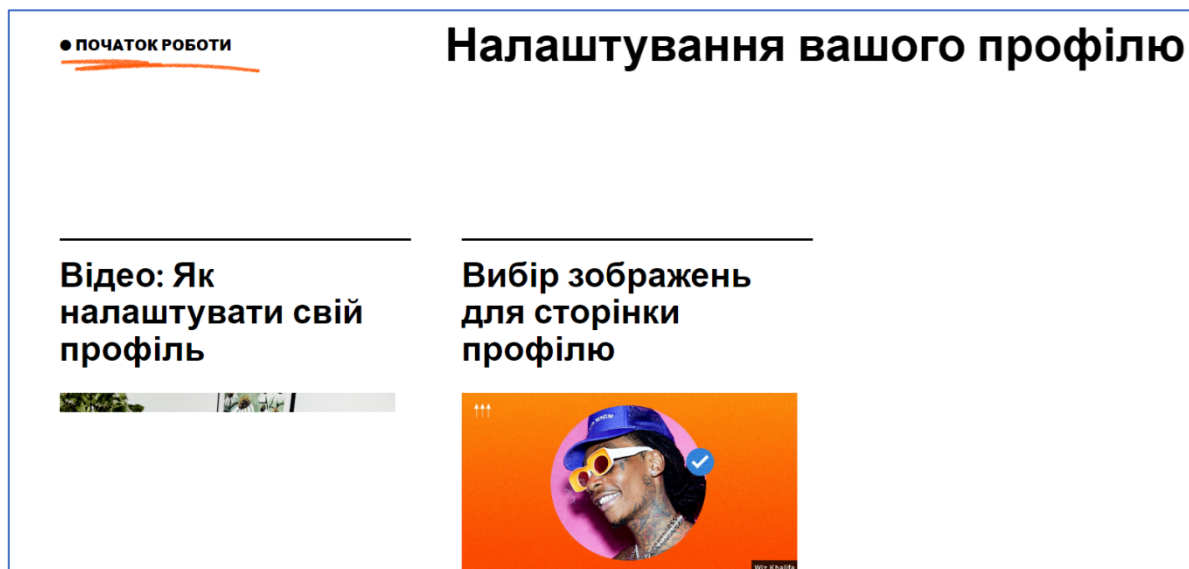 ● ПОЧАТОК РОБОТИ
Налаштування вашого профілю
Відео: Як
налаштувати свій
профіль
Вибір зображень
для сторінки
профілю
Wiz Khalifa